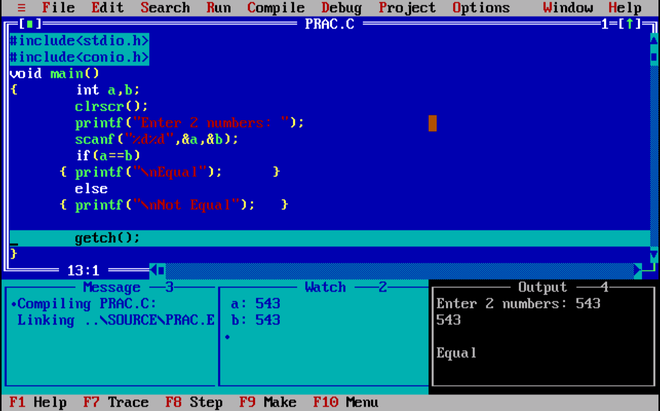 ≡ File Edit Search Run Compile Debug Project Options Window Help
[■] PRAC.C 1=[↑]
#include<stdio.h>
#include<conio.h>
void main()
{ int a,b;
clrscr();
printf("Enter 2 numbers: ");
scanf("%d%d",&a,&b);
if(a==b)
{ printf("\nEqual"); }
else
{ printf("\nNot Equal"); }
getch();
}
13:1
Message 3
•Compiling PRAC.C:
Linking ..\SOURCE\PRAC.E
Watch 2
a: 543
b: 543
•
Output 4
Enter 2 numbers: 543
543
Equal
F1 Help F7 Trace F8 Step F9 Make F10 Menu